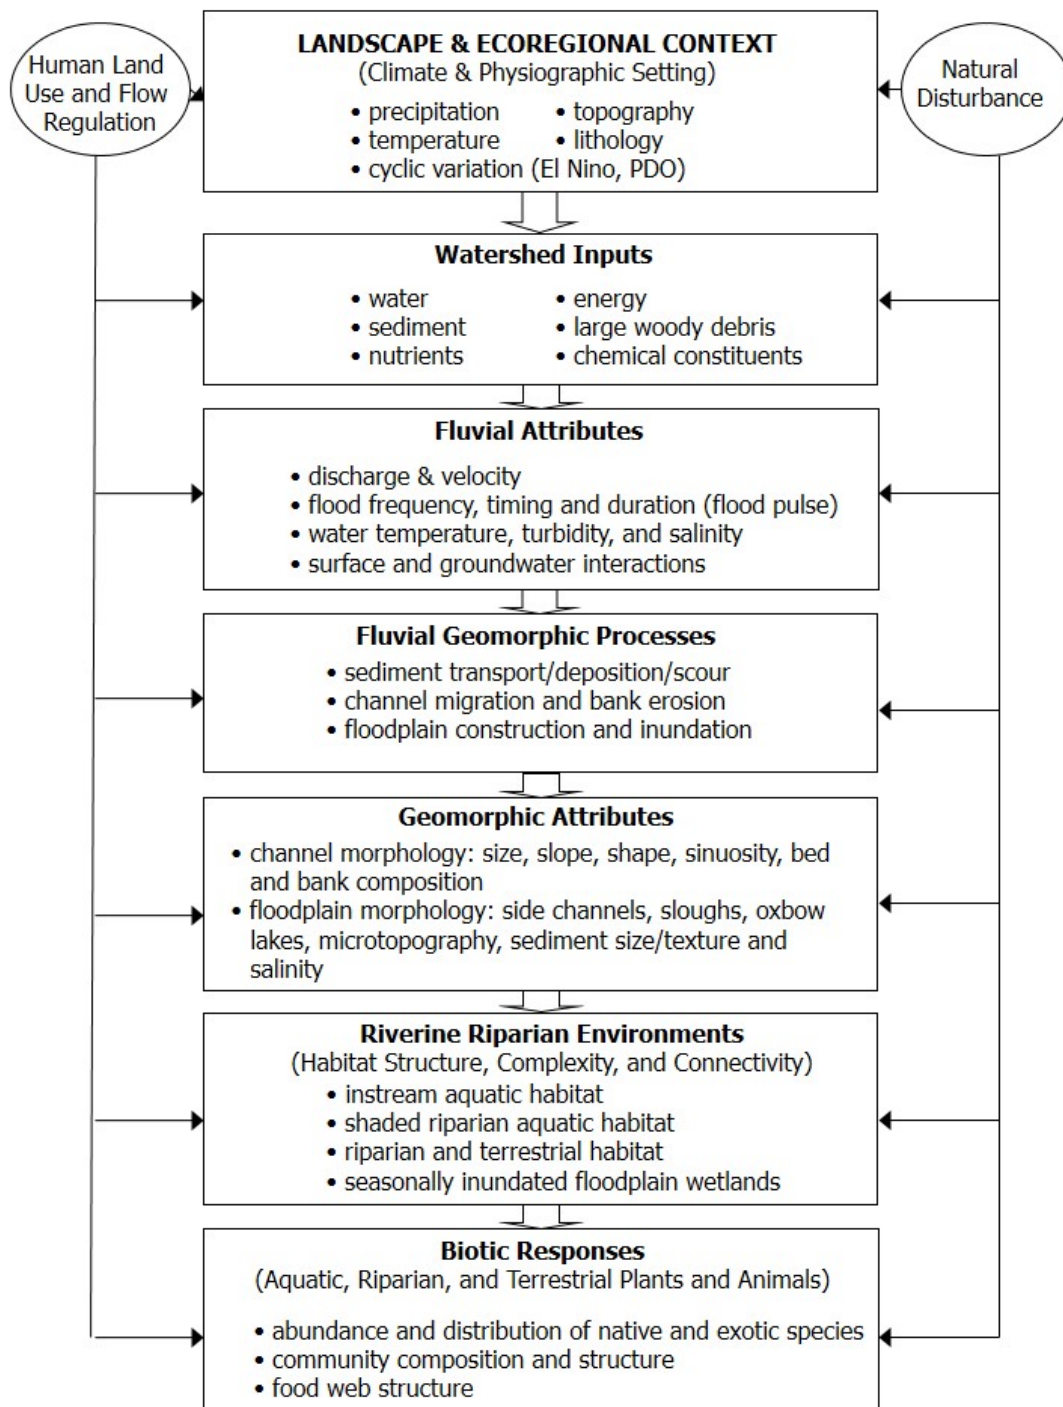 Human Land
Use and Flow
Regulation
LANDSCAPE & ECOREGIONAL CONTEXT
(Climate & Physiographic Setting)
• precipitation
• topography
• temperature
• lithology
• cyclic variation (El Nino, PDO)
Natural
Disturbance
Watershed Inputs
• water
• energy
• sediment
• large woody debris
• nutrients
• chemical constituents
Fluvial Attributes
• discharge & velocity
• flood frequency, timing and duration (flood pulse)
• water temperature, turbidity, and salinity
• surface and groundwater interactions
Fluvial Geomorphic Processes
• sediment transport/deposition/scour
• channel migration and bank erosion
• floodplain construction and inundation
Geomorphic Attributes
• channel morphology: size, slope, shape, sinuosity, bed
and bank composition
• floodplain morphology: side channels, sloughs, oxbow
lakes, microtopography, sediment size/texture and
salinity
Riverine Riparian Environments
(Habitat Structure, Complexity, and Connectivity)
• instream aquatic habitat
• shaded riparian aquatic habitat
• riparian and terrestrial habitat
• seasonally inundated floodplain wetlands
Biotic Responses
(Aquatic, Riparian, and Terrestrial Plants and Animals)
• abundance and distribution of native and exotic species
• community composition and structure
• food web structure